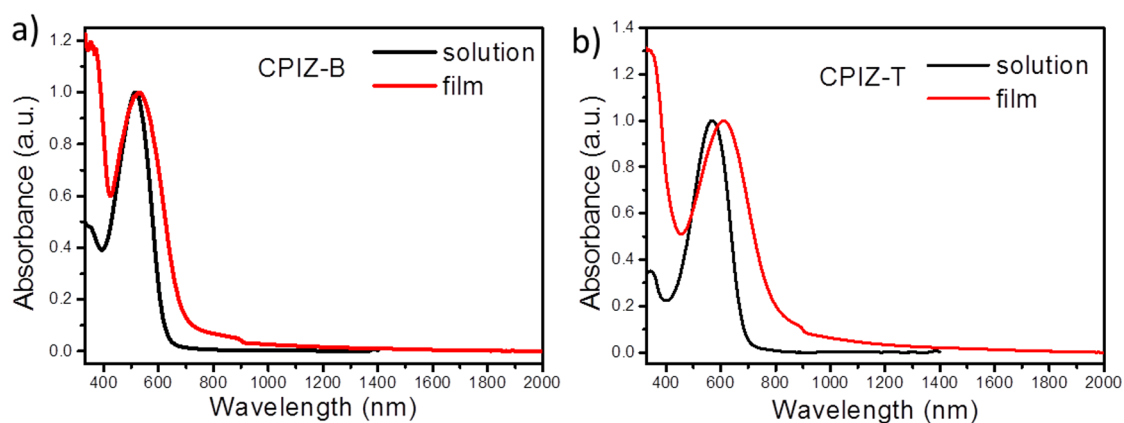 a)
CPIZ-B
solution
film
Absorbance (a.u.)
1.2
1.0
0.8
0.6
0.4
0.2
0.0
400 600 800 1000 1200 1400 1600 1800 2000
Wavelength (nm)
b)
CPIZ-T
solution
film
Absorbance (a.u.)
1.4
1.2
1.0
0.8
0.6
0.4
0.2
0.0
400 600 800 1000 1200 1400 1600 1800 2000
Wavelength (nm)